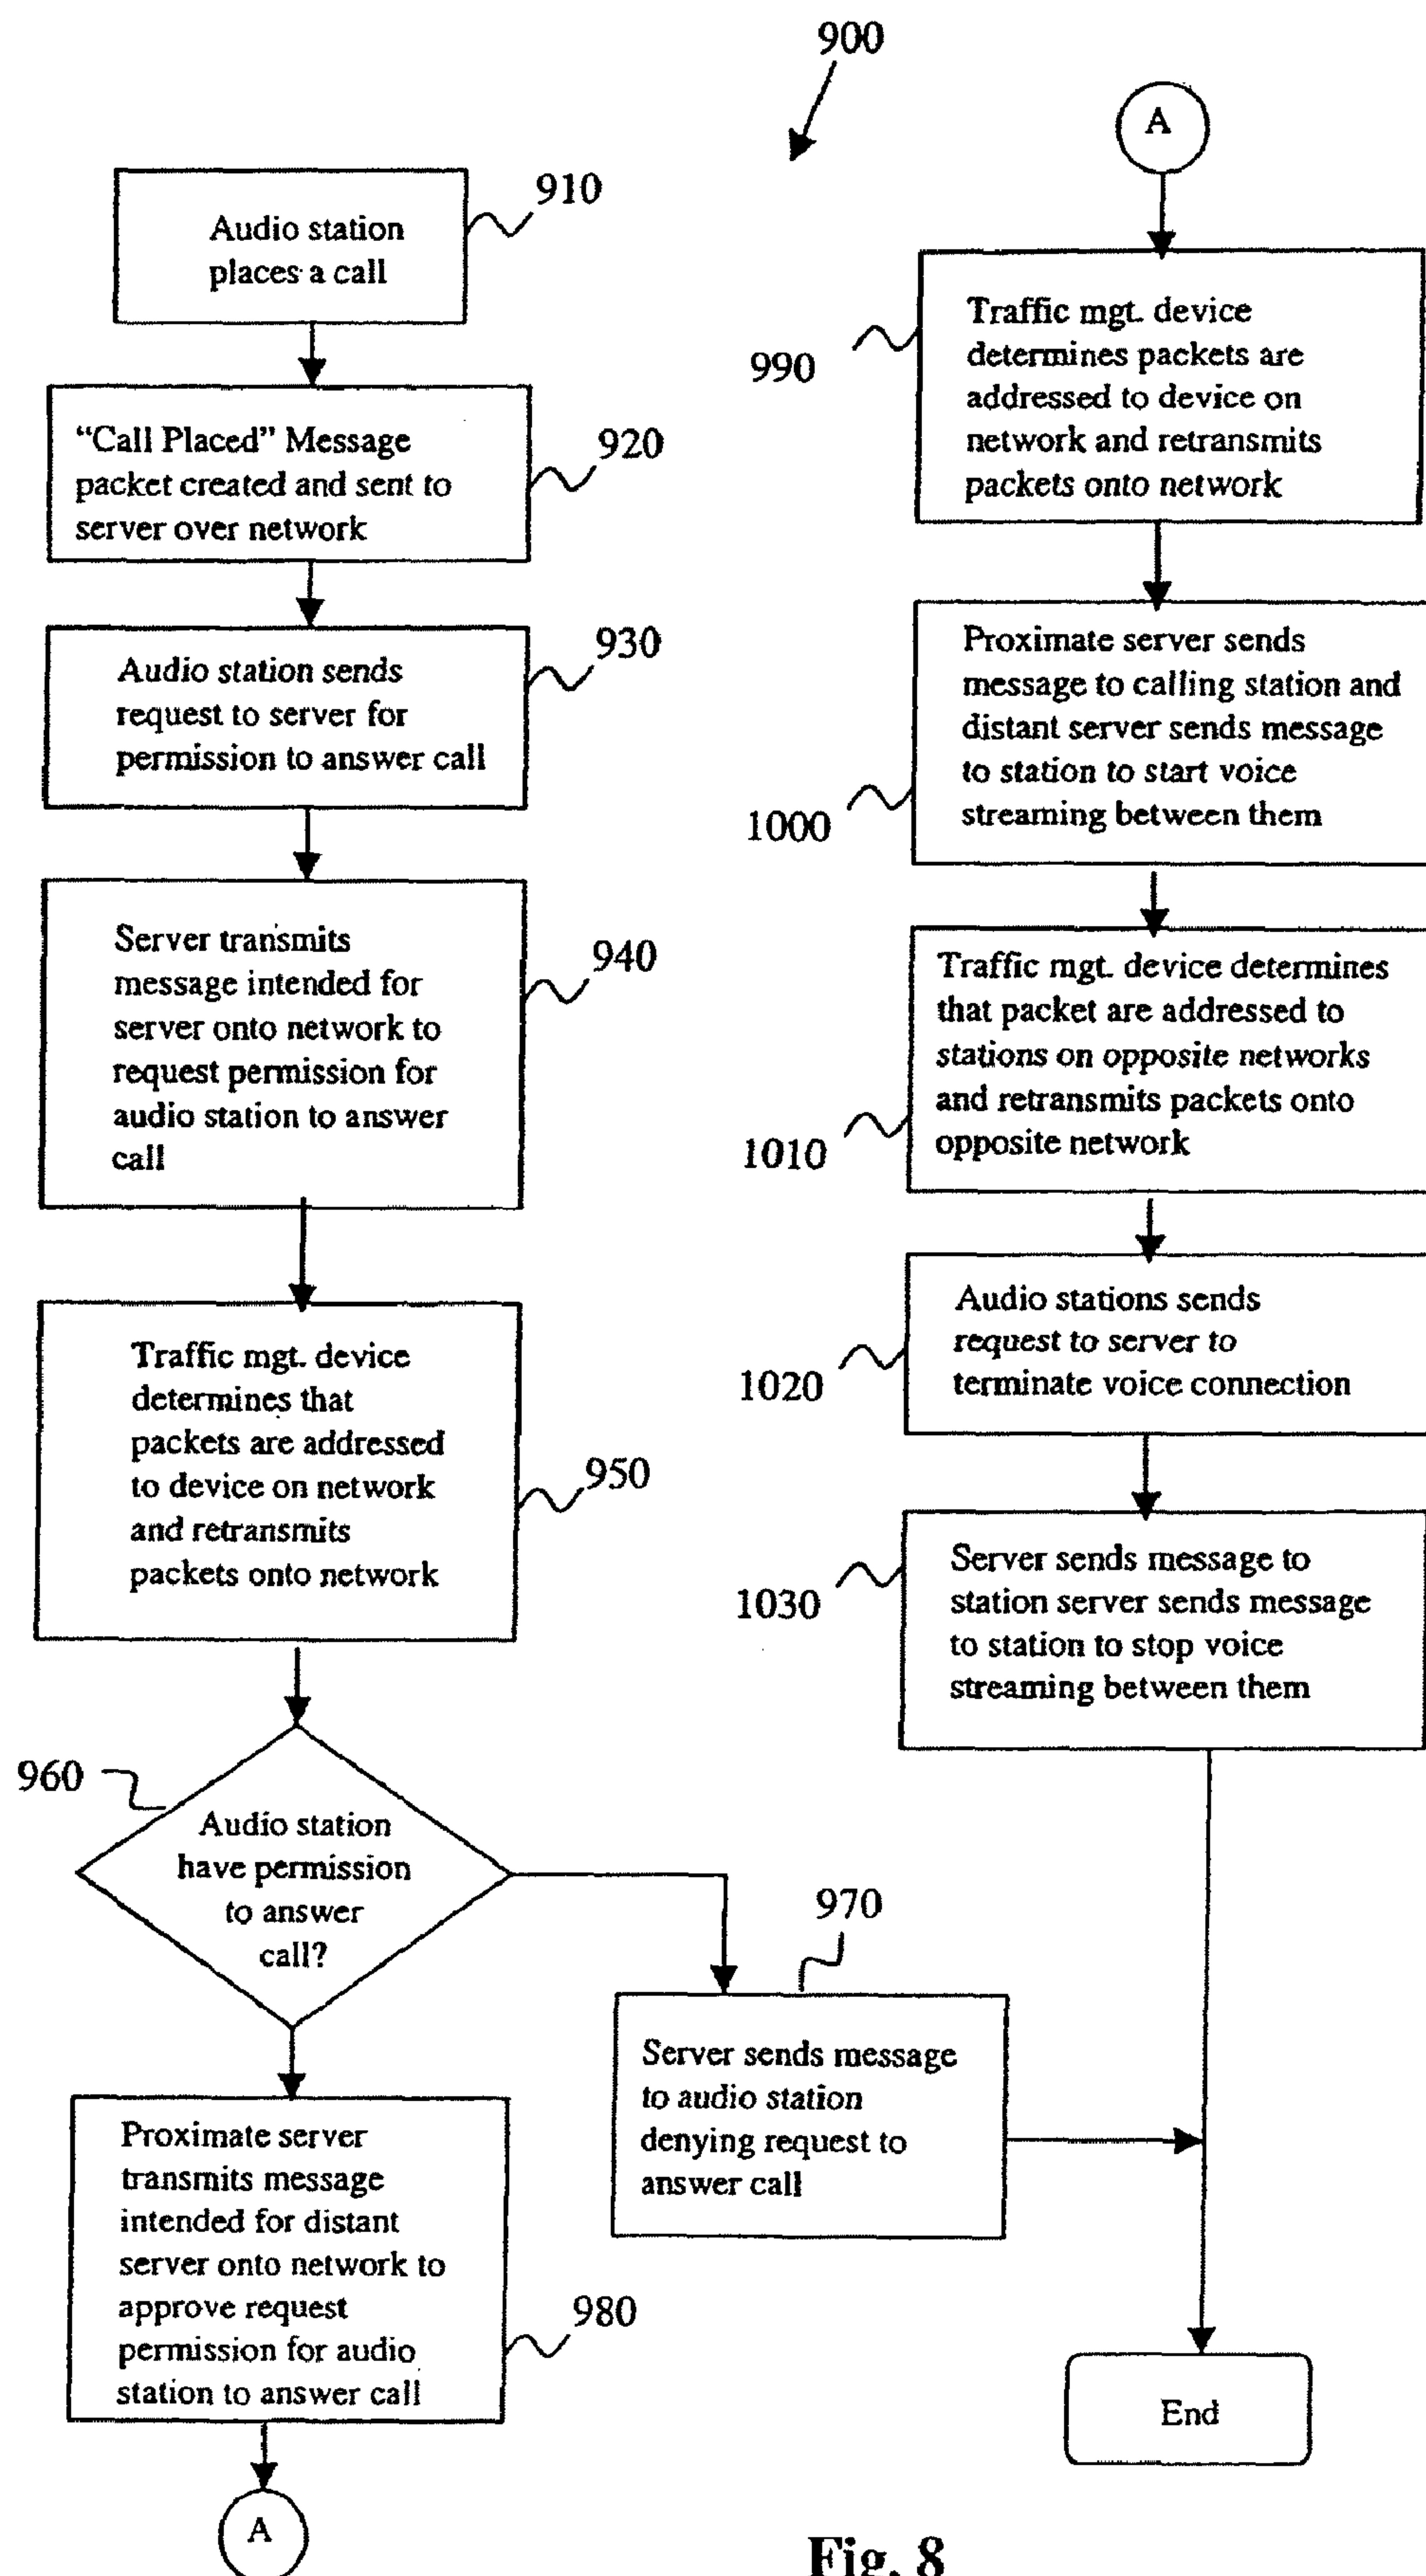 900
910
Audio station
places a call
920
"Call Placed" Message
packet created and sent to
server over network
930
Audio station sends
request to server for
permission to answer call
940
Server transmits
message intended for
server onto network to
request permission for
audio station to answer
call
950
Traffic mgt. device
determines that
packets are addressed
to device on network
and retransmits
packets onto network
960
Audio station
have permission
to answer
call?
970
Server sends message
to audio station
denying request to
answer call
980
Proximate server
transmits message
intended for distant
server onto network to
approve request
permission for audio
station to answer call
A
A
990
Traffic mgt. device
determines packets are
addressed to device on
network and retransmits
packets onto network
1000
Proximate server sends
message to calling station and
distant server sends message
to station to start voice
streaming between them
1010
Traffic mgt. device determines
that packet are addressed to
stations on opposite networks
and retransmits packets onto
opposite network
1020
Audio stations sends
request to server to
terminate voice connection
1030
Server sends message to
station server sends message
to station to stop voice
streaming between them
End
Fig. 8